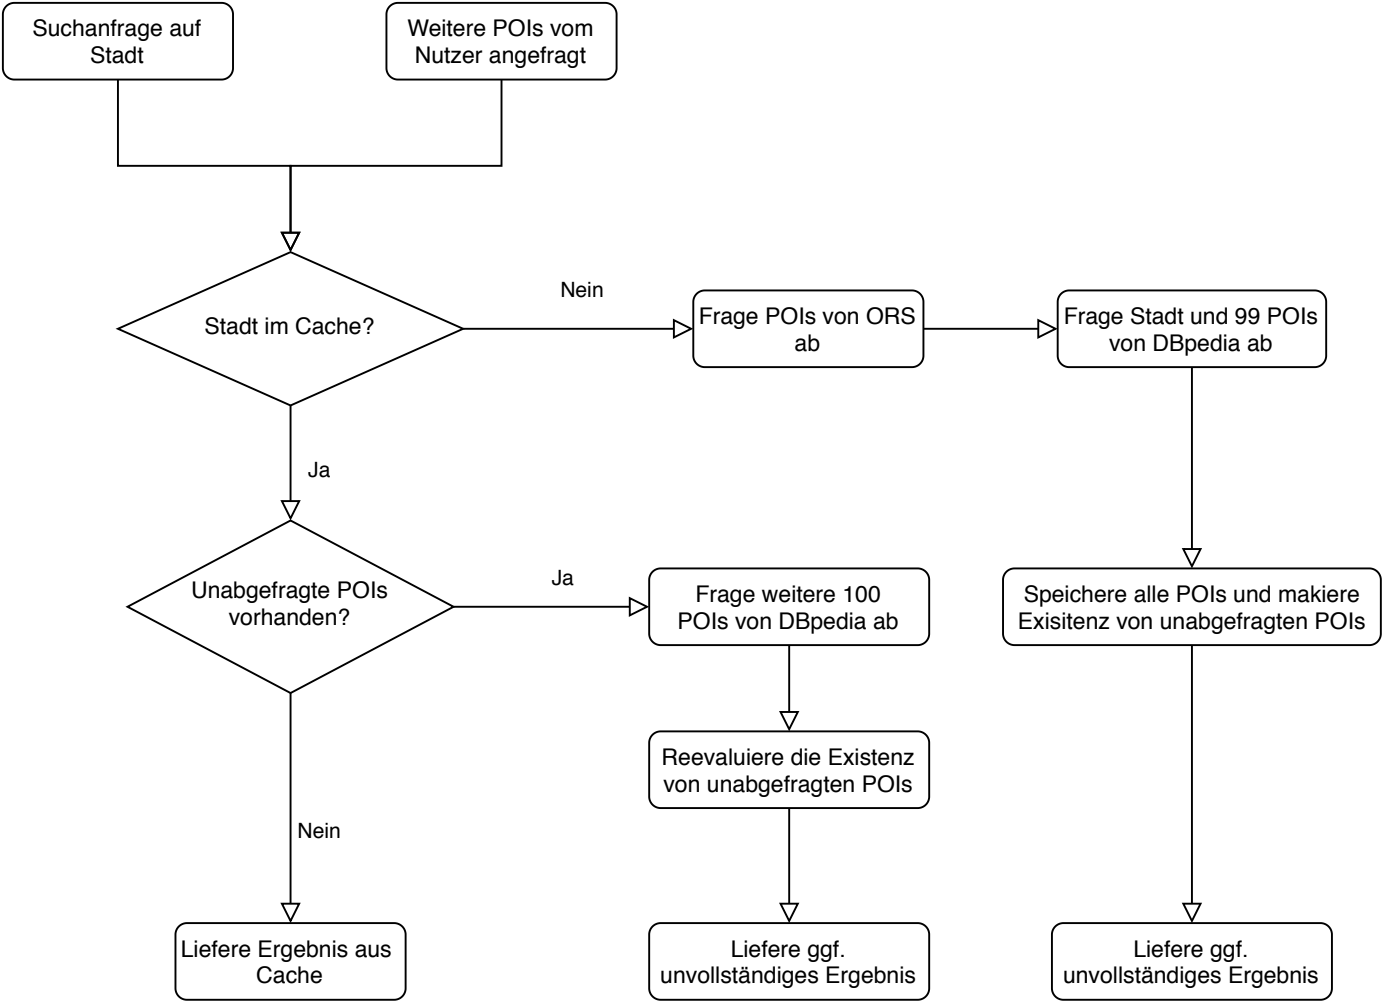 Suchanfrage auf
Stadt
Weitere POIs vom
Nutzer angefragt
Stadt im Cache?
Nein
Frage POIs von ORS
ab
Frage Stadt und 99 POIs
von DBpedia ab
Ja
Unabgefragte POIs
vorhanden?
Ja
Frage weitere 100
POIs von DBpedia ab
Speichere alle POIs und makiere
Exisitenz von unabgefragten POIs
Reevaluiere die Existenz
von unabgefragten POIs
Nein
Liefere Ergebnis aus
Cache
Liefere ggf.
unvollständiges Ergebnis
Liefere ggf.
unvollständiges Ergebnis